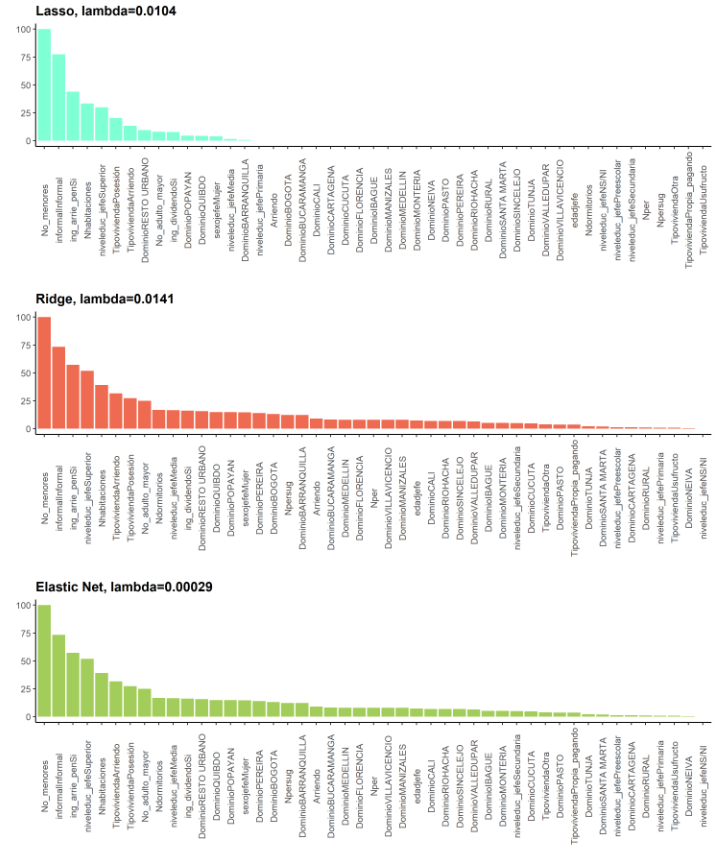 Lasso, lambda=0.0104
100
75
50
25
0
No_menores
informalInformal
ing_arrie_penSi
Nhabitaciones
niveleduc_jefeSuperior
TipoviviendaPosesión
TipoviviendaArriendo
DominioRESTO URBANO
No_adulto_mayor
ing_dividendoSi
DominioPOPAYAN
DominioQUIBDO
sexojefeMujer
niveleduc_jefeMedia
DominioBARRANQUILLA
niveleduc_jefePrimaria
Arriendo
DominioBOGOTA
DominioBUCARAMANGA
DominioCALI
DominioCARTAGENA
DominioCUCUTA
DominioFLORENCIA
DominioIBAGUE
DominioMANIZALES
DominioMEDELLIN
DominioMONTERIA
DominioNEIVA
DominioPASTO
DominioPEREIRA
DominioRIOHACHA
DominioRURAL
DominioSANTA MARTA
DominioSINCELEJO
DominioTUNJA
DominioVALLEDUPAR
DominioVILLAVICENCIO
edadjefe
Ndormitorios
niveleduc_jefeNS/NI
niveleduc_jefePreescolar
niveleduc_jefeSecundaria
Nper
Npersug
TipoviviendaOtra
TipoviviendaPropia_pagando
TipoviviendaUsufructo
Ridge, lambda=0.0141
100
75
50
25
0
No_menores
informalInformal
ing_arrie_penSi
niveleduc_jefeSuperior
Nhabitaciones
TipoviviendaArriendo
TipoviviendaPosesión
No_adulto_mayor
Ndormitorios
niveleduc_jefeMedia
ing_dividendoSi
DominioRESTO URBANO
DominioQUIBDO
DominioPOPAYAN
sexojefeMujer
DominioPEREIRA
DominioBOGOTA
Npersug
DominioBARRANQUILLA
Arriendo
DominioBUCARAMANGA
DominioMEDELLIN
DominioFLORENCIA
Nper
DominioVILLAVICENCIO
DominioMANIZALES
edadjefe
DominioCALI
DominioRIOHACHA
DominioSINCELEJO
DominioVALLEDUPAR
DominioIBAGUE
DominioMONTERIA
niveleduc_jefeSecundaria
DominioCUCUTA
TipoviviendaOtra
DominioPASTO
TipoviviendaPropia_pagando
DominioTUNJA
DominioSANTA MARTA
niveleduc_jefePreescolar
DominioCARTAGENA
DominioRURAL
niveleduc_jefePrimaria
TipoviviendaUsufructo
DominioNEIVA
niveleduc_jefeNS/NI
Elastic Net, lambda=0.00029
100
75
50
25
0
No_menores
informalInformal
ing_arrie_penSi
niveleduc_jefeSuperior
Nhabitaciones
TipoviviendaArriendo
TipoviviendaPosesión
No_adulto_mayor
Ndormitorios
niveleduc_jefeMedia
ing_dividendoSi
DominioRESTO URBANO
DominioQUIBDO
DominioPOPAYAN
sexojefeMujer
DominioPEREIRA
DominioBOGOTA
Npersug
DominioBARRANQUILLA
Arriendo
DominioBUCARAMANGA
DominioMEDELLIN
DominioFLORENCIA
Nper
DominioVILLAVICENCIO
DominioMANIZALES
edadjefe
DominioCALI
DominioRIOHACHA
DominioSINCELEJO
DominioVALLEDUPAR
DominioIBAGUE
DominioMONTERIA
niveleduc_jefeSecundaria
DominioCUCUTA
TipoviviendaOtra
DominioPASTO
TipoviviendaPropia_pagando
DominioTUNJA
DominioSANTA MARTA
niveleduc_jefePreescolar
DominioCARTAGENA
DominioRURAL
niveleduc_jefePrimaria
TipoviviendaUsufructo
DominioNEIVA
niveleduc_jefeNS/NI